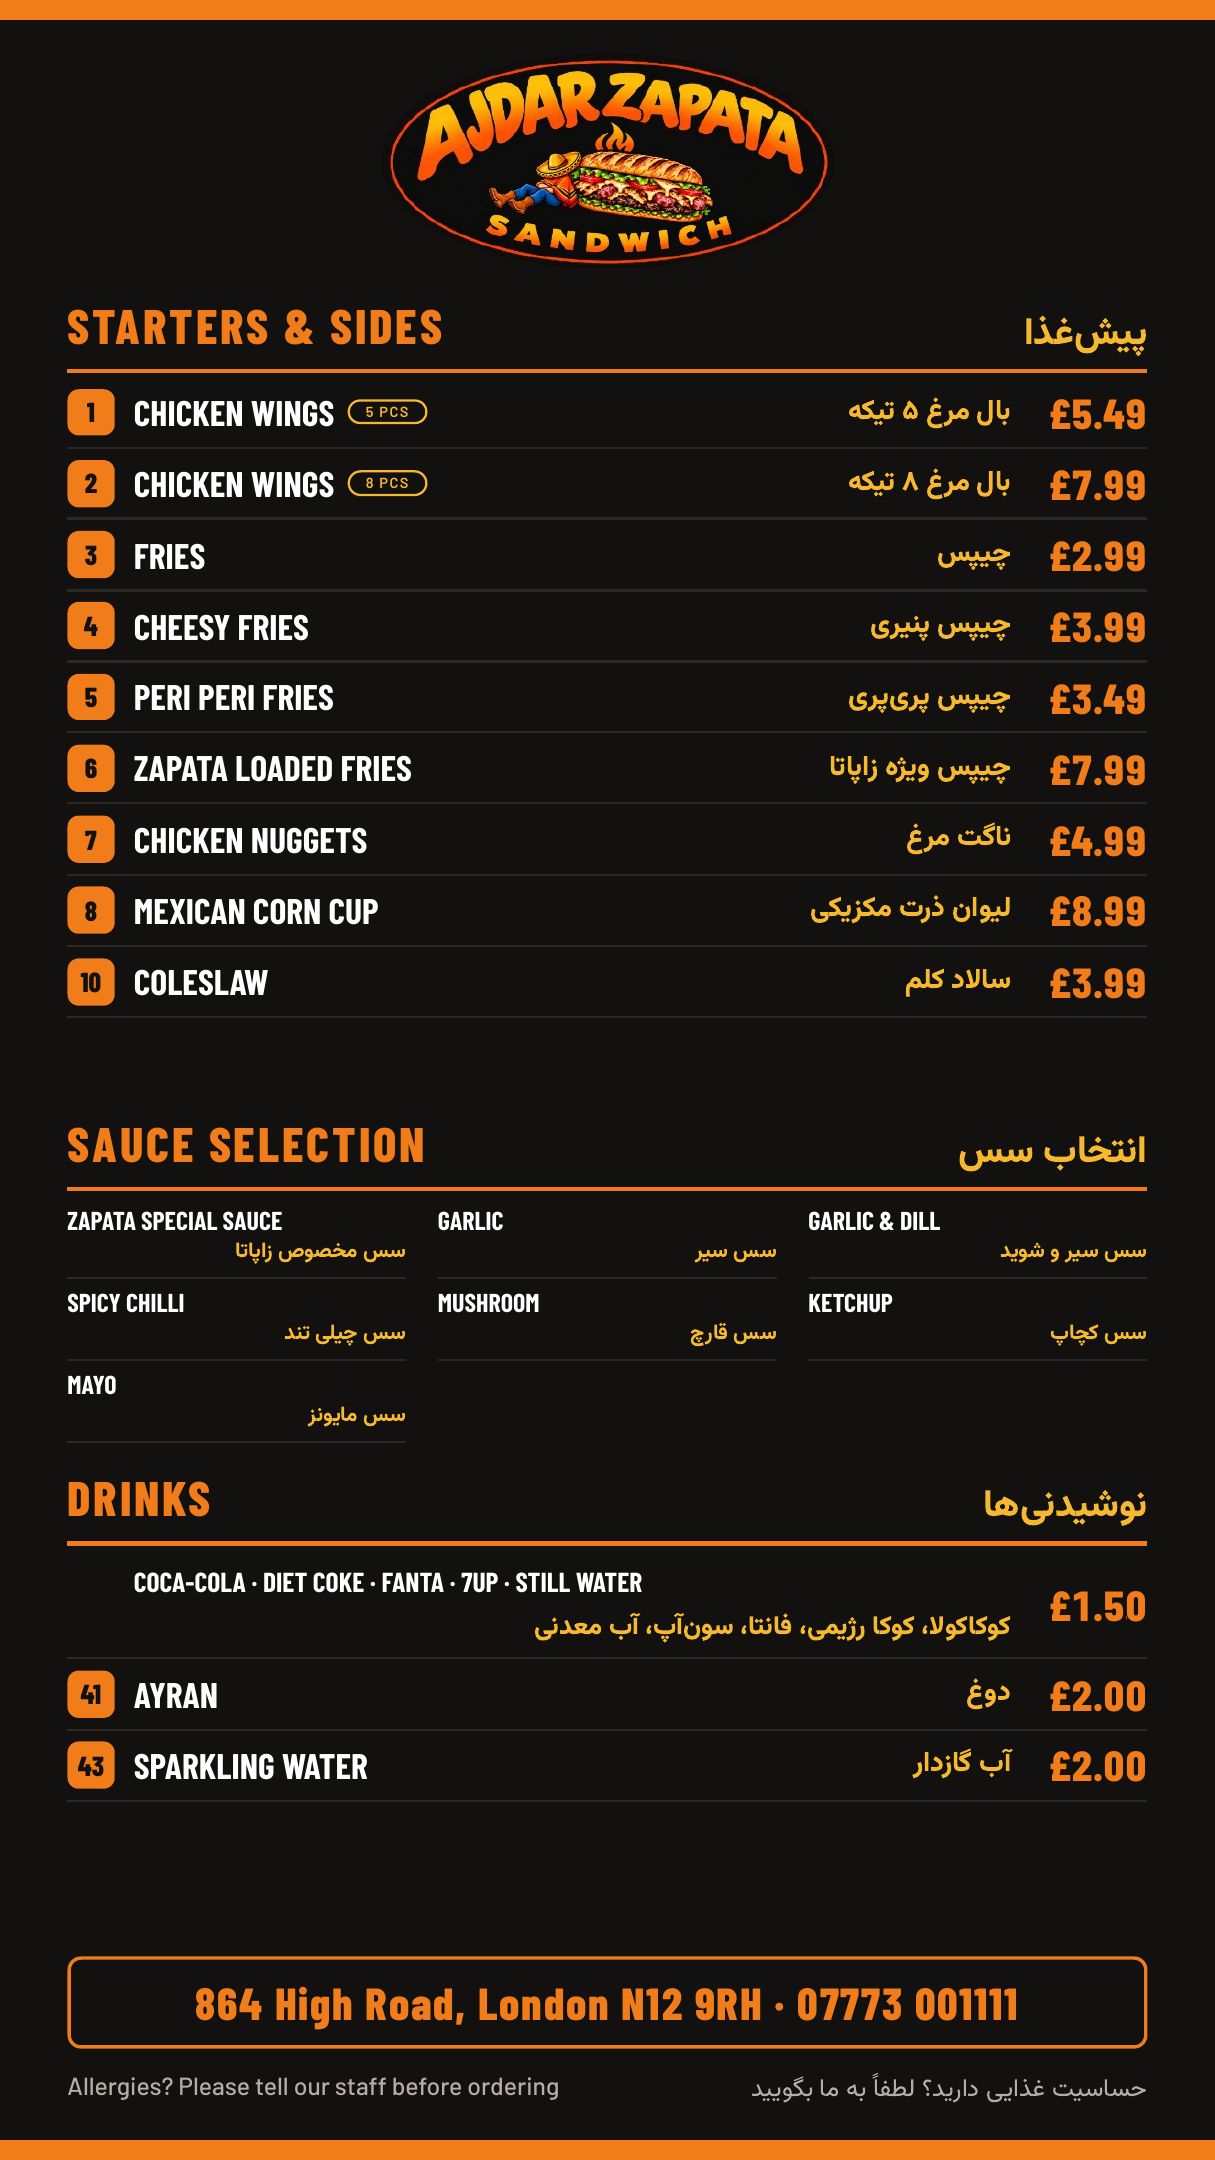 AJDAR ZAPATA
SANDWICH
STARTERS & SIDES پیش‌غذا
1 CHICKEN WINGS 5 PCS بال مرغ ۵ تیکه £5.49
2 CHICKEN WINGS 8 PCS بال مرغ ۸ تیکه £7.99
3 FRIES چیپس £2.99
4 CHEESY FRIES چیپس پنیری £3.99
5 PERI PERI FRIES چیپس پری‌پری £3.49
6 ZAPATA LOADED FRIES چیپس ویژه زاپاتا £7.99
7 CHICKEN NUGGETS ناگت مرغ £4.99
8 MEXICAN CORN CUP لیوان ذرت مکزیکی £8.99
10 COLESLAW سالاد کلم £3.99
SAUCE SELECTION انتخاب سس
ZAPATA SPECIAL SAUCE
سس مخصوص زاپاتا
GARLIC
سس سیر
GARLIC & DILL
سس سیر و شوید
SPICY CHILLI
سس چیلی تند
MUSHROOM
سس قارچ
KETCHUP
سس کچاپ
MAYO
سس مایونز
DRINKS نوشیدنی‌ها
COCA-COLA · DIET COKE · FANTA · 7UP · STILL WATER
کوکاکولا، کوکا رژیمی، فانتا، سون‌آپ، آب معدنی £1.50
41 AYRAN دوغ £2.00
43 SPARKLING WATER آب گازدار £2.00
864 High Road, London N12 9RH · 07773 001111
Allergies? Please tell our staff before ordering حساسیت غذایی دارید؟ لطفاً به ما بگویید